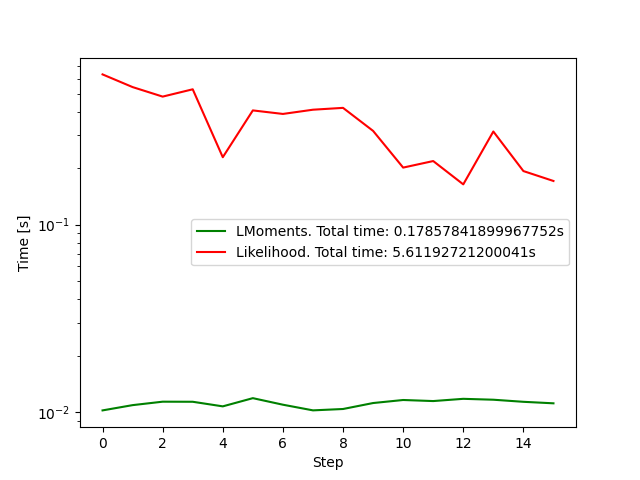 Time [s]
10⁻¹
10⁻²
LMoments. Total time: 0.17857841899967752s
Likelihood. Total time: 5.61192721200041s
0 2 4 6 8 10 12 14
Step